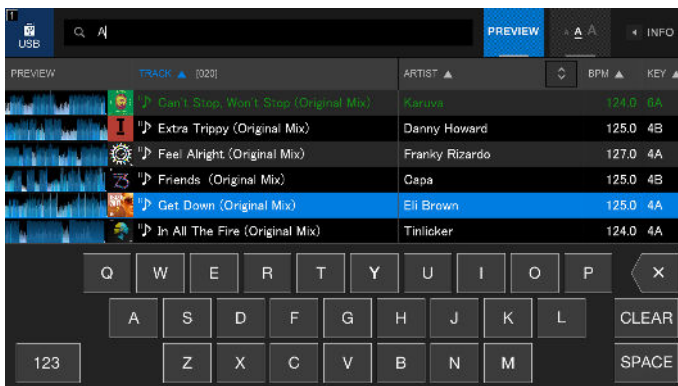 1
USB
A
PREVIEW
A A A
INFO
PREVIEW TRACK ▲ [020] ARTIST ▲ BPM ▲ KEY ▲
Can't Stop, Won't Stop (Original Mix) Karuva 124.0 6A
Extra Trippy (Original Mix) Danny Howard 125.0 4B
Feel Alright (Original Mix) Franky Rizardo 127.0 4A
Friends (Original Mix) Capa 125.0 4B
Get Down (Original Mix) Eli Brown 125.0 4A
In All The Fire (Original Mix) Tinlicker 124.0 4A
Q W E R T Y U I O P ×
A S D F G H J K L CLEAR
123 Z X C V B N M SPACE